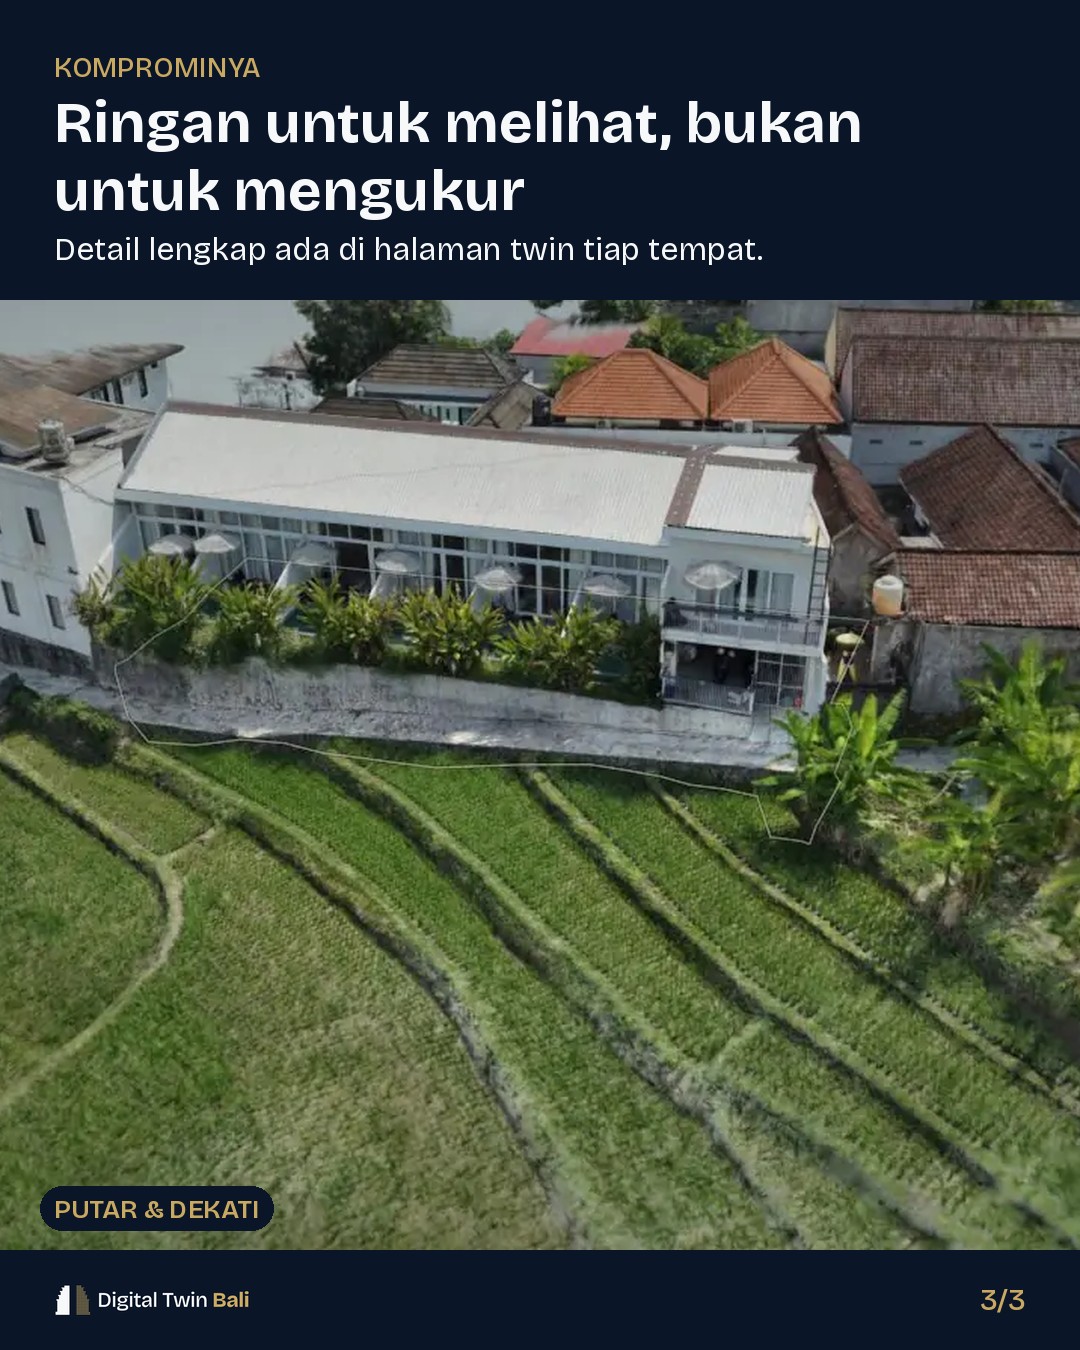 KOMPROMINYA
Ringan untuk melihat, bukan
untuk mengukur
Detail lengkap ada di halaman twin tiap tempat.
PUTAR & DEKATI
Digital Twin Bali
3/3